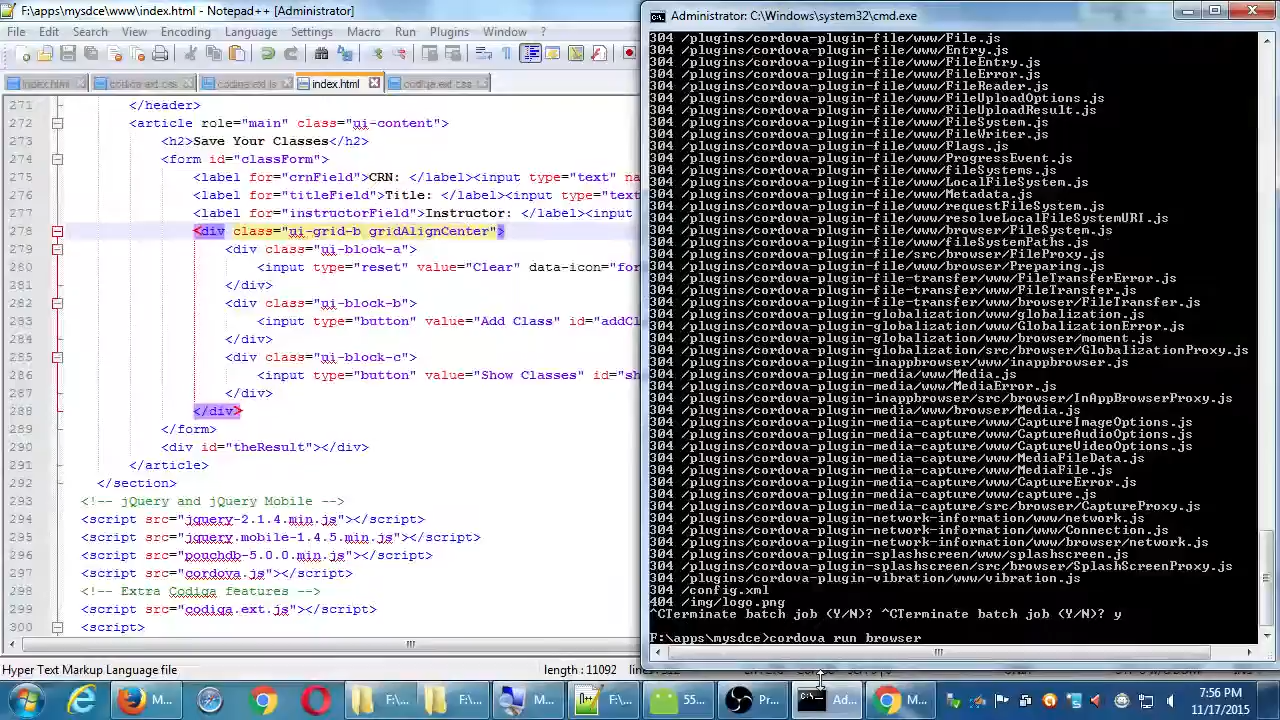 F:\apps\mysdce\www\index.html - Notepad++ [Administrator]
File Edit Search View Encoding Language Settings Macro Run Plugins Window ?
index.html
271 </header>
272 <article role="main" class="ui-content">
273 <h2>Save Your Classes</h2>
274 <form id="classForm">
275 <label for="crnField">CRN: </label><input type="text" na
276 <label for="titleField">Title: </label><input type="text
277 <label for="instructorField">Instructor: </label><input
278 <div class="ui-grid-b gridAlignCenter">
279 <div class="ui-block-a">
280 <input type="reset" value="Clear" data-icon="for
281 </div>
282 <div class="ui-block-b">
283 <input type="button" value="Add Class" id="addCl
284 </div>
285 <div class="ui-block-c">
286 <input type="button" value="Show Classes" id="sh
287 </div>
288 </div>
289 </form>
290 <div id="theResult"></div>
291 </article>
292 </section>
293 <!-- jQuery and jQuery Mobile -->
294 <script src="jquery-2.1.4.min.js"></script>
295 <script src="jquery.mobile-1.4.5.min.js"></script>
296 <script src="pouchdb-5.0.0.min.js"></script>
297 <script src="cordova.js"></script>
298 <!-- Extra Codiqa features -->
299 <script src="codiqa.ext.js"></script>
300 <script>
Hyper Text Markup Language file length : 11092
Administrator: C:\Windows\system32\cmd.exe
304 /plugins/cordova-plugin-file/www/File.js
304 /plugins/cordova-plugin-file/www/Entry.js
304 /plugins/cordova-plugin-file/www/FileEntry.js
304 /plugins/cordova-plugin-file/www/FileError.js
304 /plugins/cordova-plugin-file/www/FileReader.js
304 /plugins/cordova-plugin-file/www/FileUploadOptions.js
304 /plugins/cordova-plugin-file/www/FileUploadResult.js
304 /plugins/cordova-plugin-file/www/FileSystem.js
304 /plugins/cordova-plugin-file/www/FileWriter.js
304 /plugins/cordova-plugin-file/www/Flags.js
304 /plugins/cordova-plugin-file/www/ProgressEvent.js
304 /plugins/cordova-plugin-file/www/fileSystems.js
304 /plugins/cordova-plugin-file/www/LocalFileSystem.js
304 /plugins/cordova-plugin-file/www/Metadata.js
304 /plugins/cordova-plugin-file/www/requestFileSystem.js
304 /plugins/cordova-plugin-file/www/resolveLocalFileSystemURI.js
304 /plugins/cordova-plugin-file/www/browser/FileSystem.js
304 /plugins/cordova-plugin-file/www/fileSystemPaths.js
304 /plugins/cordova-plugin-file/src/browser/FileProxy.js
304 /plugins/cordova-plugin-file/www/browser/Preparing.js
304 /plugins/cordova-plugin-file-transfer/www/FileTransferError.js
304 /plugins/cordova-plugin-file-transfer/www/FileTransfer.js
304 /plugins/cordova-plugin-file-transfer/www/browser/FileTransfer.js
304 /plugins/cordova-plugin-globalization/www/globalization.js
304 /plugins/cordova-plugin-globalization/www/GlobalizationError.js
304 /plugins/cordova-plugin-globalization/www/browser/moment.js
304 /plugins/cordova-plugin-globalization/src/browser/GlobalizationProxy.js
304 /plugins/cordova-plugin-inappbrowser/www/inappbrowser.js
304 /plugins/cordova-plugin-media/www/Media.js
304 /plugins/cordova-plugin-media/www/MediaError.js
304 /plugins/cordova-plugin-inappbrowser/src/browser/InAppBrowserProxy.js
304 /plugins/cordova-plugin-media/www/browser/Media.js
304 /plugins/cordova-plugin-media-capture/www/CaptureImageOptions.js
304 /plugins/cordova-plugin-media-capture/www/CaptureAudioOptions.js
304 /plugins/cordova-plugin-media-capture/www/CaptureVideoOptions.js
304 /plugins/cordova-plugin-media-capture/www/MediaFileData.js
304 /plugins/cordova-plugin-media-capture/www/MediaFile.js
304 /plugins/cordova-plugin-media-capture/www/CaptureError.js
304 /plugins/cordova-plugin-media-capture/www/capture.js
304 /plugins/cordova-plugin-media-capture/src/browser/CaptureProxy.js
304 /plugins/cordova-plugin-network-information/www/network.js
304 /plugins/cordova-plugin-network-information/www/Connection.js
304 /plugins/cordova-plugin-network-information/www/browser/network.js
304 /plugins/cordova-plugin-splashscreen/www/splashscreen.js
304 /plugins/cordova-plugin-splashscreen/src/browser/SplashScreenProxy.js
304 /plugins/cordova-plugin-vibration/www/vibration.js
304 /config.xml
404 /img/logo.png
^CTerminate batch job (Y/N)? ^CTerminate batch job (Y/N)? y
F:\apps\mysdce>cordova run browser
M... F:\... F:\... M... F:\... 55... Pr... Ad... M...
7:56 PM
11/17/2015